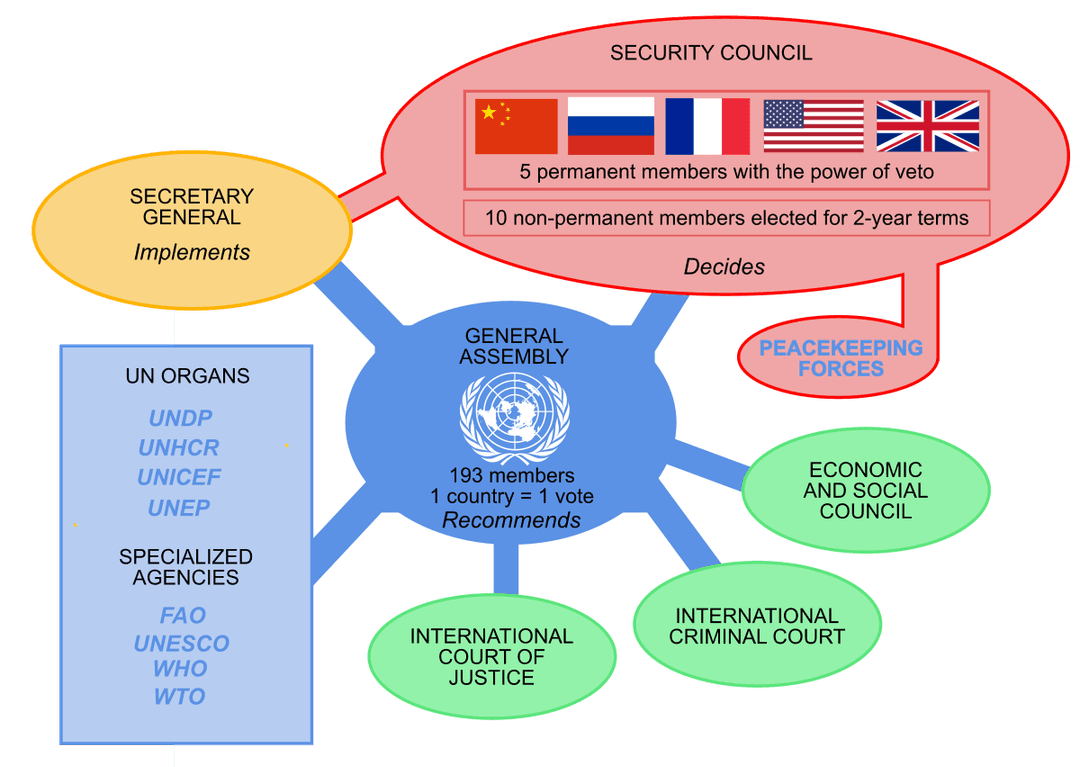 SECURITY COUNCIL
5 permanent members with the power of veto
10 non-permanent members elected for 2-year terms
Decides
SECRETARY
GENERAL
Implements
PEACEKEEPING
FORCES
GENERAL
ASSEMBLY
193 members
1 country = 1 vote
Recommends
UN ORGANS
UNDP
UNHCR
UNICEF
UNEP
SPECIALIZED
AGENCIES
FAO
UNESCO
WHO
WTO
ECONOMIC
AND SOCIAL
COUNCIL
INTERNATIONAL
CRIMINAL COURT
INTERNATIONAL
COURT OF
JUSTICE